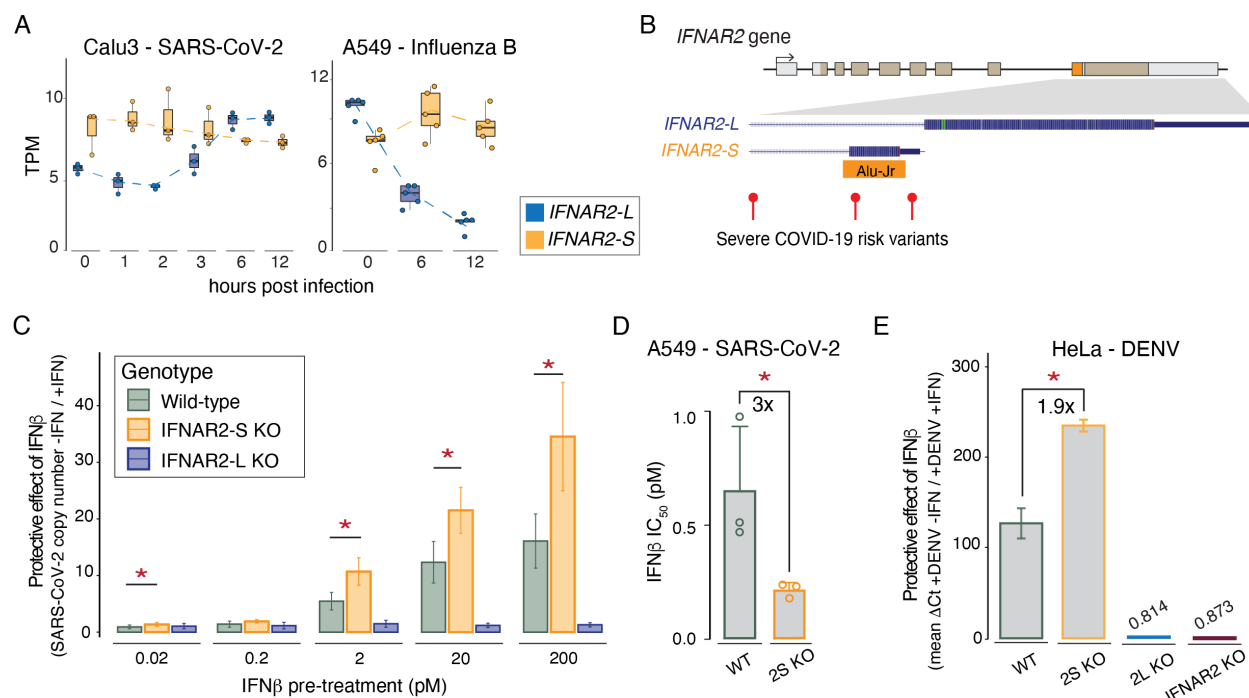 A
Calu3 - SARS-CoV-2
A549 - Influenza B
TPM
10
5
0
12
6
0
0 1 2 3 6 12
0 6 12
hours post infection
IFNAR2-L
IFNAR2-S
B
IFNAR2 gene
IFNAR2-L
IFNAR2-S
Alu-Jr
Severe COVID-19 risk variants
C
Protective effect of IFNβ
(SARS-CoV-2 copy number -IFN / +IFN)
40
30
20
10
0
Genotype
Wild-type
IFNAR2-S KO
IFNAR2-L KO
* * * *
0.02 0.2 2 20 200
IFNβ pre-treatment (pM)
D
A549 - SARS-CoV-2
IFNβ IC50 (pM)
*
3x
1.0
0.5
0.0
WT 2S KO
E
HeLa - DENV
Protective effect of IFNβ
(mean ΔCt +DENV -IFN / +DENV +IFN)
300
200
100
0
*
1.9x
0.814
0.873
WT 2S KO 2L KO IFNAR2 KO